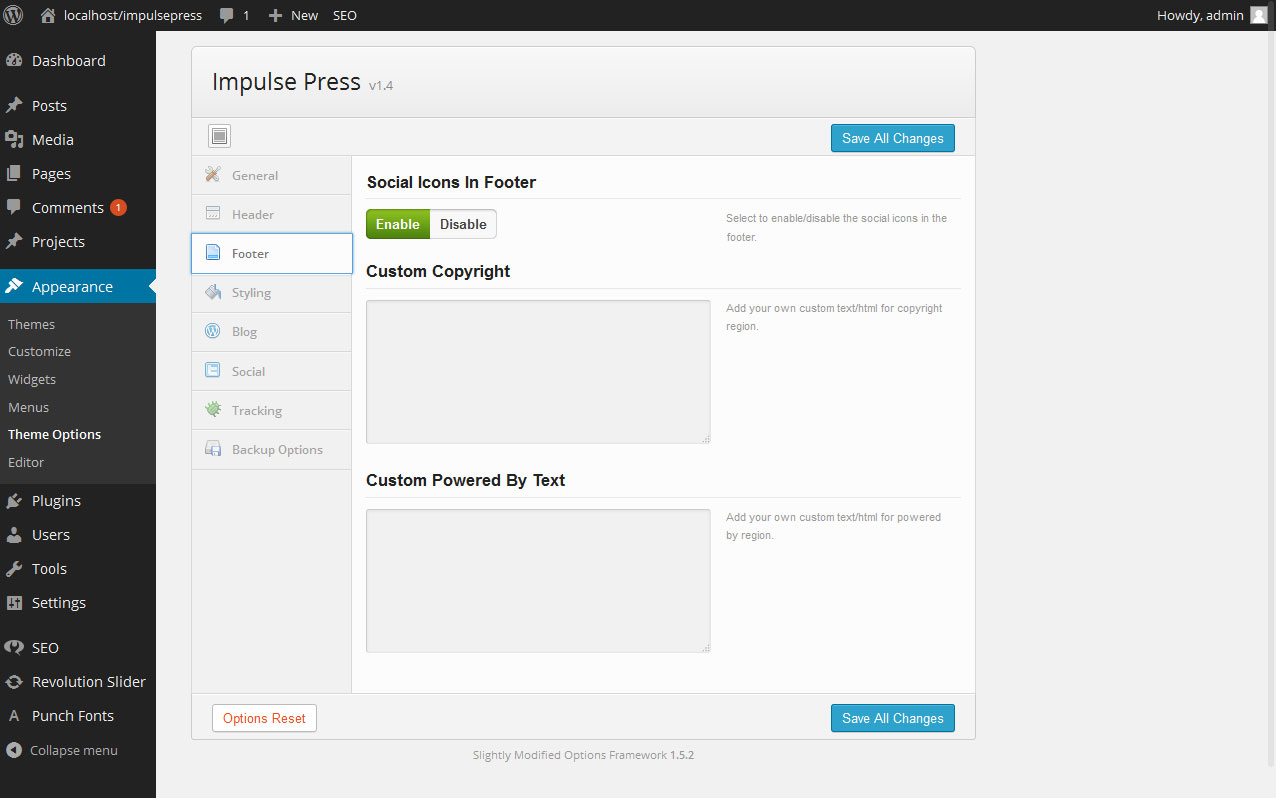 localhost/impulsepress 1 New SEO Howdy, admin
Dashboard
Posts
Media
Pages
Comments 1
Projects
Appearance
Themes
Customize
Widgets
Menus
Theme Options
Editor
Plugins
Users
Tools
Settings
SEO
Revolution Slider
A Punch Fonts
Collapse menu
Impulse Press v1.4
Save All Changes
General
Header
Footer
Styling
Blog
Social
Tracking
Backup Options
Social Icons In Footer
Enable Disable
Select to enable/disable the social icons in the
footer.
Custom Copyright
Add your own custom text/html for copyright
region.
Custom Powered By Text
Add your own custom text/html for powered
by region.
Options Reset
Save All Changes
Slightly Modified Options Framework 1.5.2